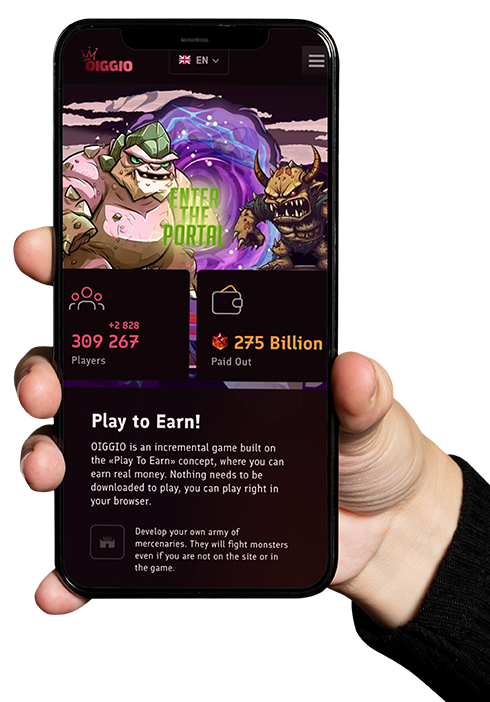 OIGGIO
EN
ENTER
THE
PORTAL
+2 828
309 267
Players
275 Billion
Paid Out
Play to Earn!
OIGGIO is an incremental game built on
the «Play To Earn» concept, where you can
earn real money. Nothing needs to be
downloaded to play, you can play right in
your browser.
Develop your own army of
mercenaries. They will fight monsters
even if you are not on the site or in
the game.